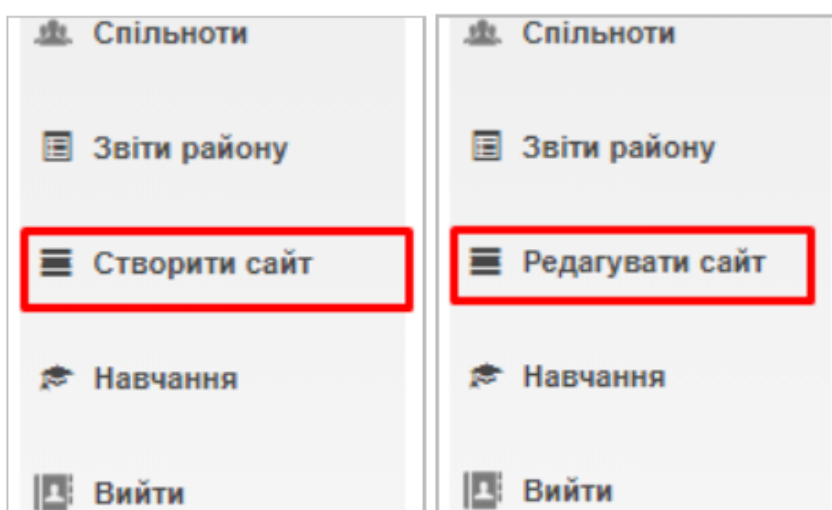 Спільноти
Звіти району
Створити сайт
Навчання
Вийти
Спільноти
Звіти району
Редагувати сайт
Навчання
Вийти